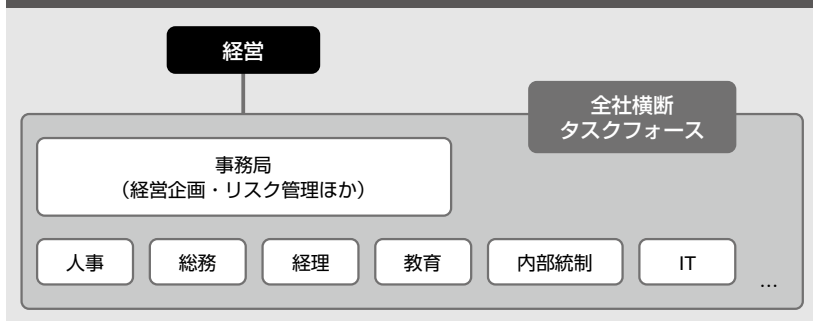 経営
全社横断
タスクフォース
事務局
（経営企画・リスク管理ほか）
人事
総務
経理
教育
内部統制
IT
…